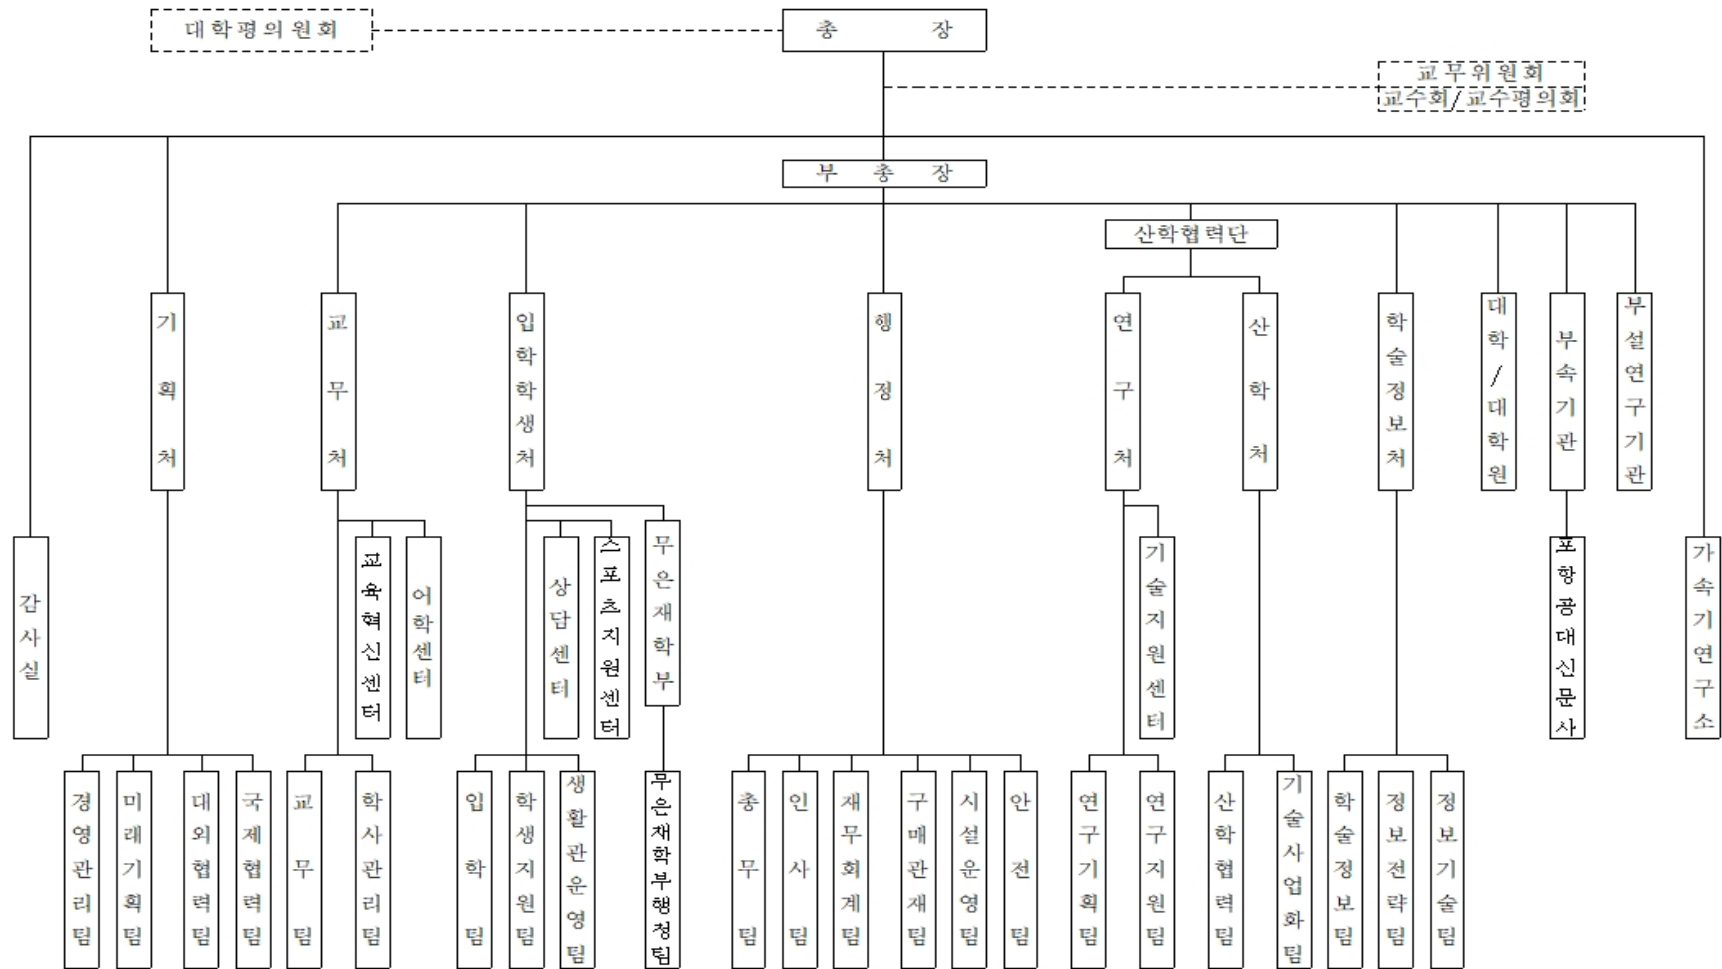 대학평의원회
총 장
교무위원회
교수회/교수평의회
부 총 장
산학협력단
기획처
교무처
입학학생처
행정처
연구처
산학처
학술정보처
대학/대학원
부속기관
부설연구기관
감사실
교육혁신센터
어학센터
상담센터
스포츠지원센터
무은재학부
기술지원센터
포항공대신문사
가속기연구소
경영관리팀
미래기획팀
대외협력팀
국제협력팀
교무팀
학사관리팀
입학팀
학생지원팀
생활관운영팀
무은재학부행정팀
총무팀
인사팀
재무회계팀
구매관재팀
시설운영팀
안전팀
연구기획팀
연구지원팀
산학협력팀
기술사업화팀
학술정보팀
정보전략팀
정보기술팀